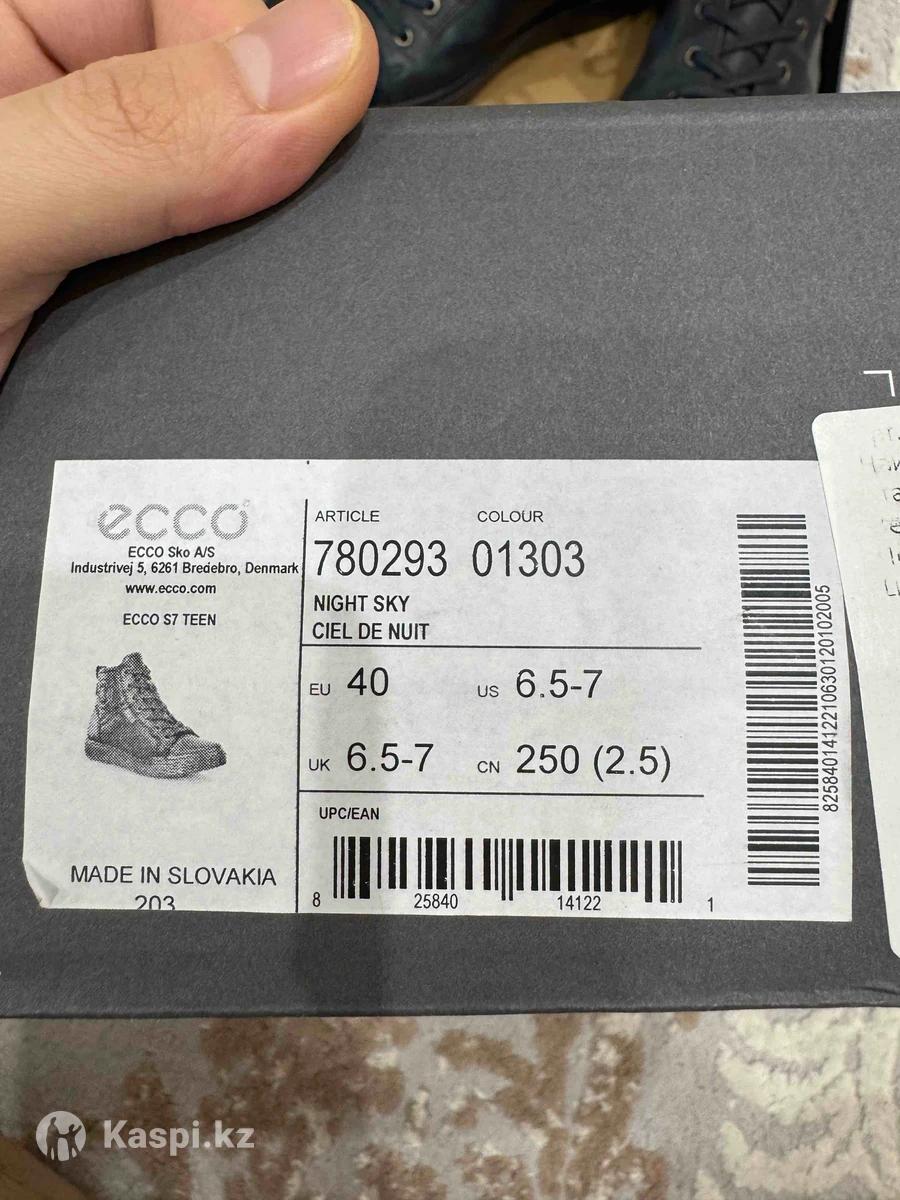 ecco
ECCO Sko A/S
Industrivej 5, 6261 Bredebro, Denmark
www.ecco.com
ECCO S7 TEEN
MADE IN SLOVAKIA
203
ARTICLE COLOUR
780293 01303
NIGHT SKY
CIEL DE NUIT
EU 40 US 6.5-7
UK 6.5-7 CN 250 (2.5)
UPC/EAN
8 25840 14122 1
8258401412210630120102005
Kaspi.kz